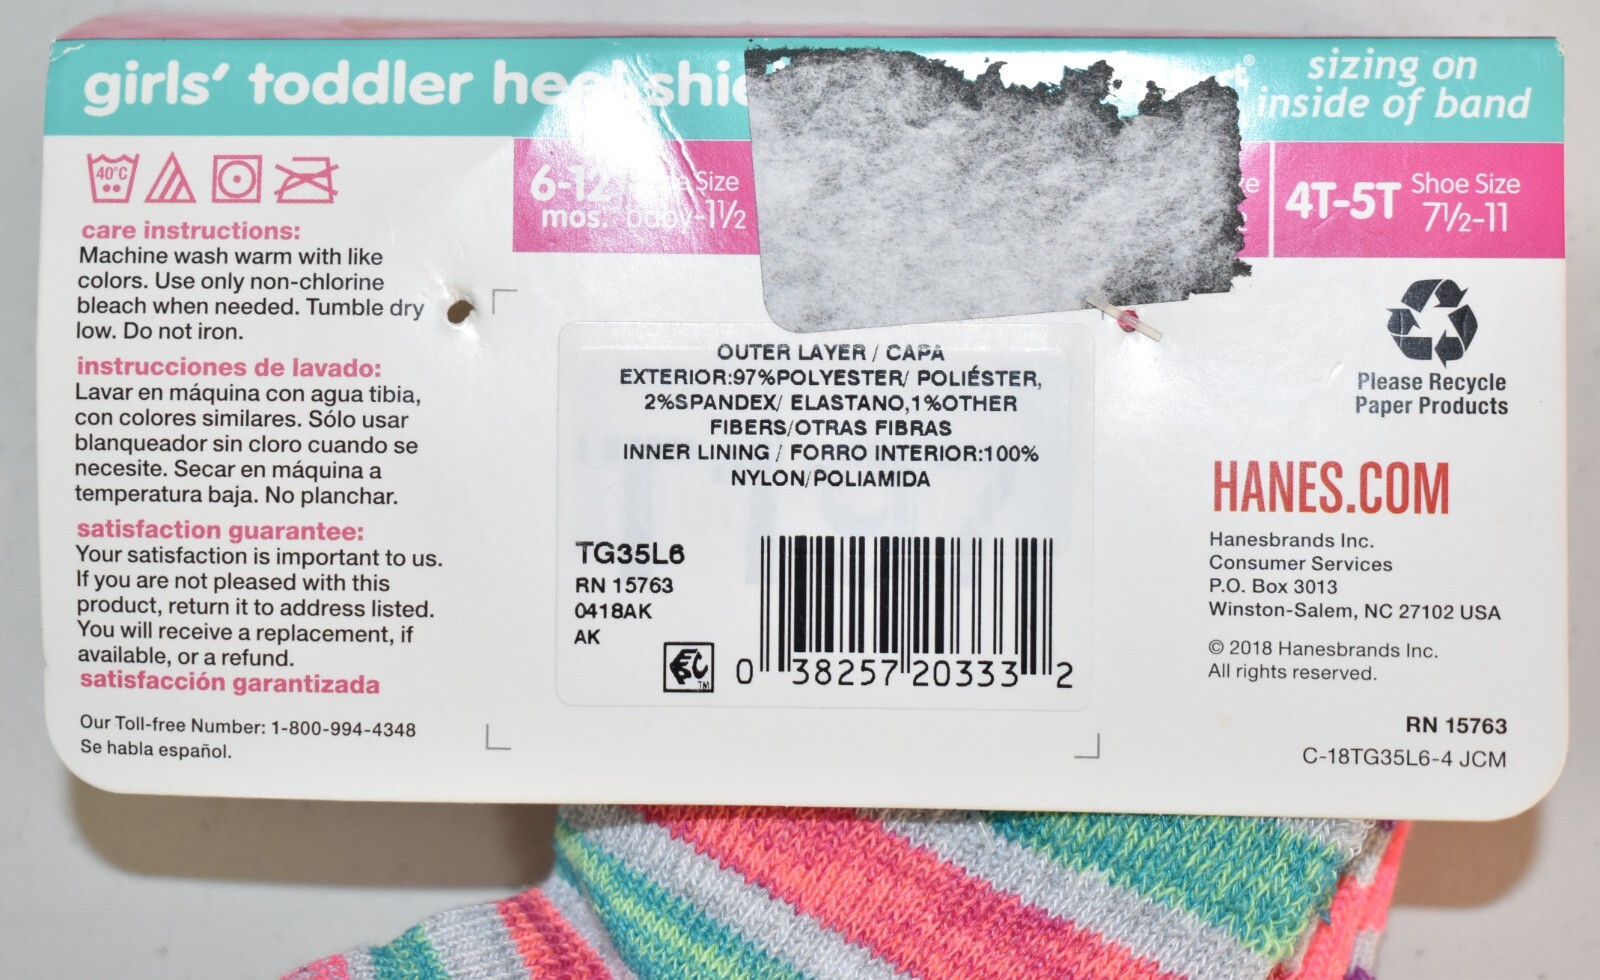 girls' toddler
sizing on
inside of band
40°C
6-12 Size
mos. baby-1½
4T-5T Shoe Size
7½-11
care instructions:
Machine wash warm with like
colors. Use only non-chlorine
bleach when needed. Tumble dry
low. Do not iron.
instrucciones de lavado:
Lavar en máquina con agua tibia,
con colores similares. Sólo usar
blanqueador sin cloro cuando se
necesite. Secar en máquina a
temperatura baja. No planchar.
satisfaction guarantee:
Your satisfaction is important to us.
If you are not pleased with this
product, return it to address listed.
You will receive a replacement, if
available, or a refund.
satisfacción garantizada
Our Toll-free Number: 1-800-994-4348
Se habla español.
OUTER LAYER / CAPA
EXTERIOR:97%POLYESTER/ POLIÉSTER,
2%SPANDEX/ ELASTANO,1%OTHER
FIBERS/OTRAS FIBRAS
INNER LINING / FORRO INTERIOR:100%
NYLON/POLIAMIDA
TG35L6
RN 15763
0418AK
AK
0 38257 20333 2
Please Recycle
Paper Products
HANES.COM
Hanesbrands Inc.
Consumer Services
P.O. Box 3013
Winston-Salem, NC 27102 USA
© 2018 Hanesbrands Inc.
All rights reserved.
RN 15763
C-18TG35L6-4 JCM